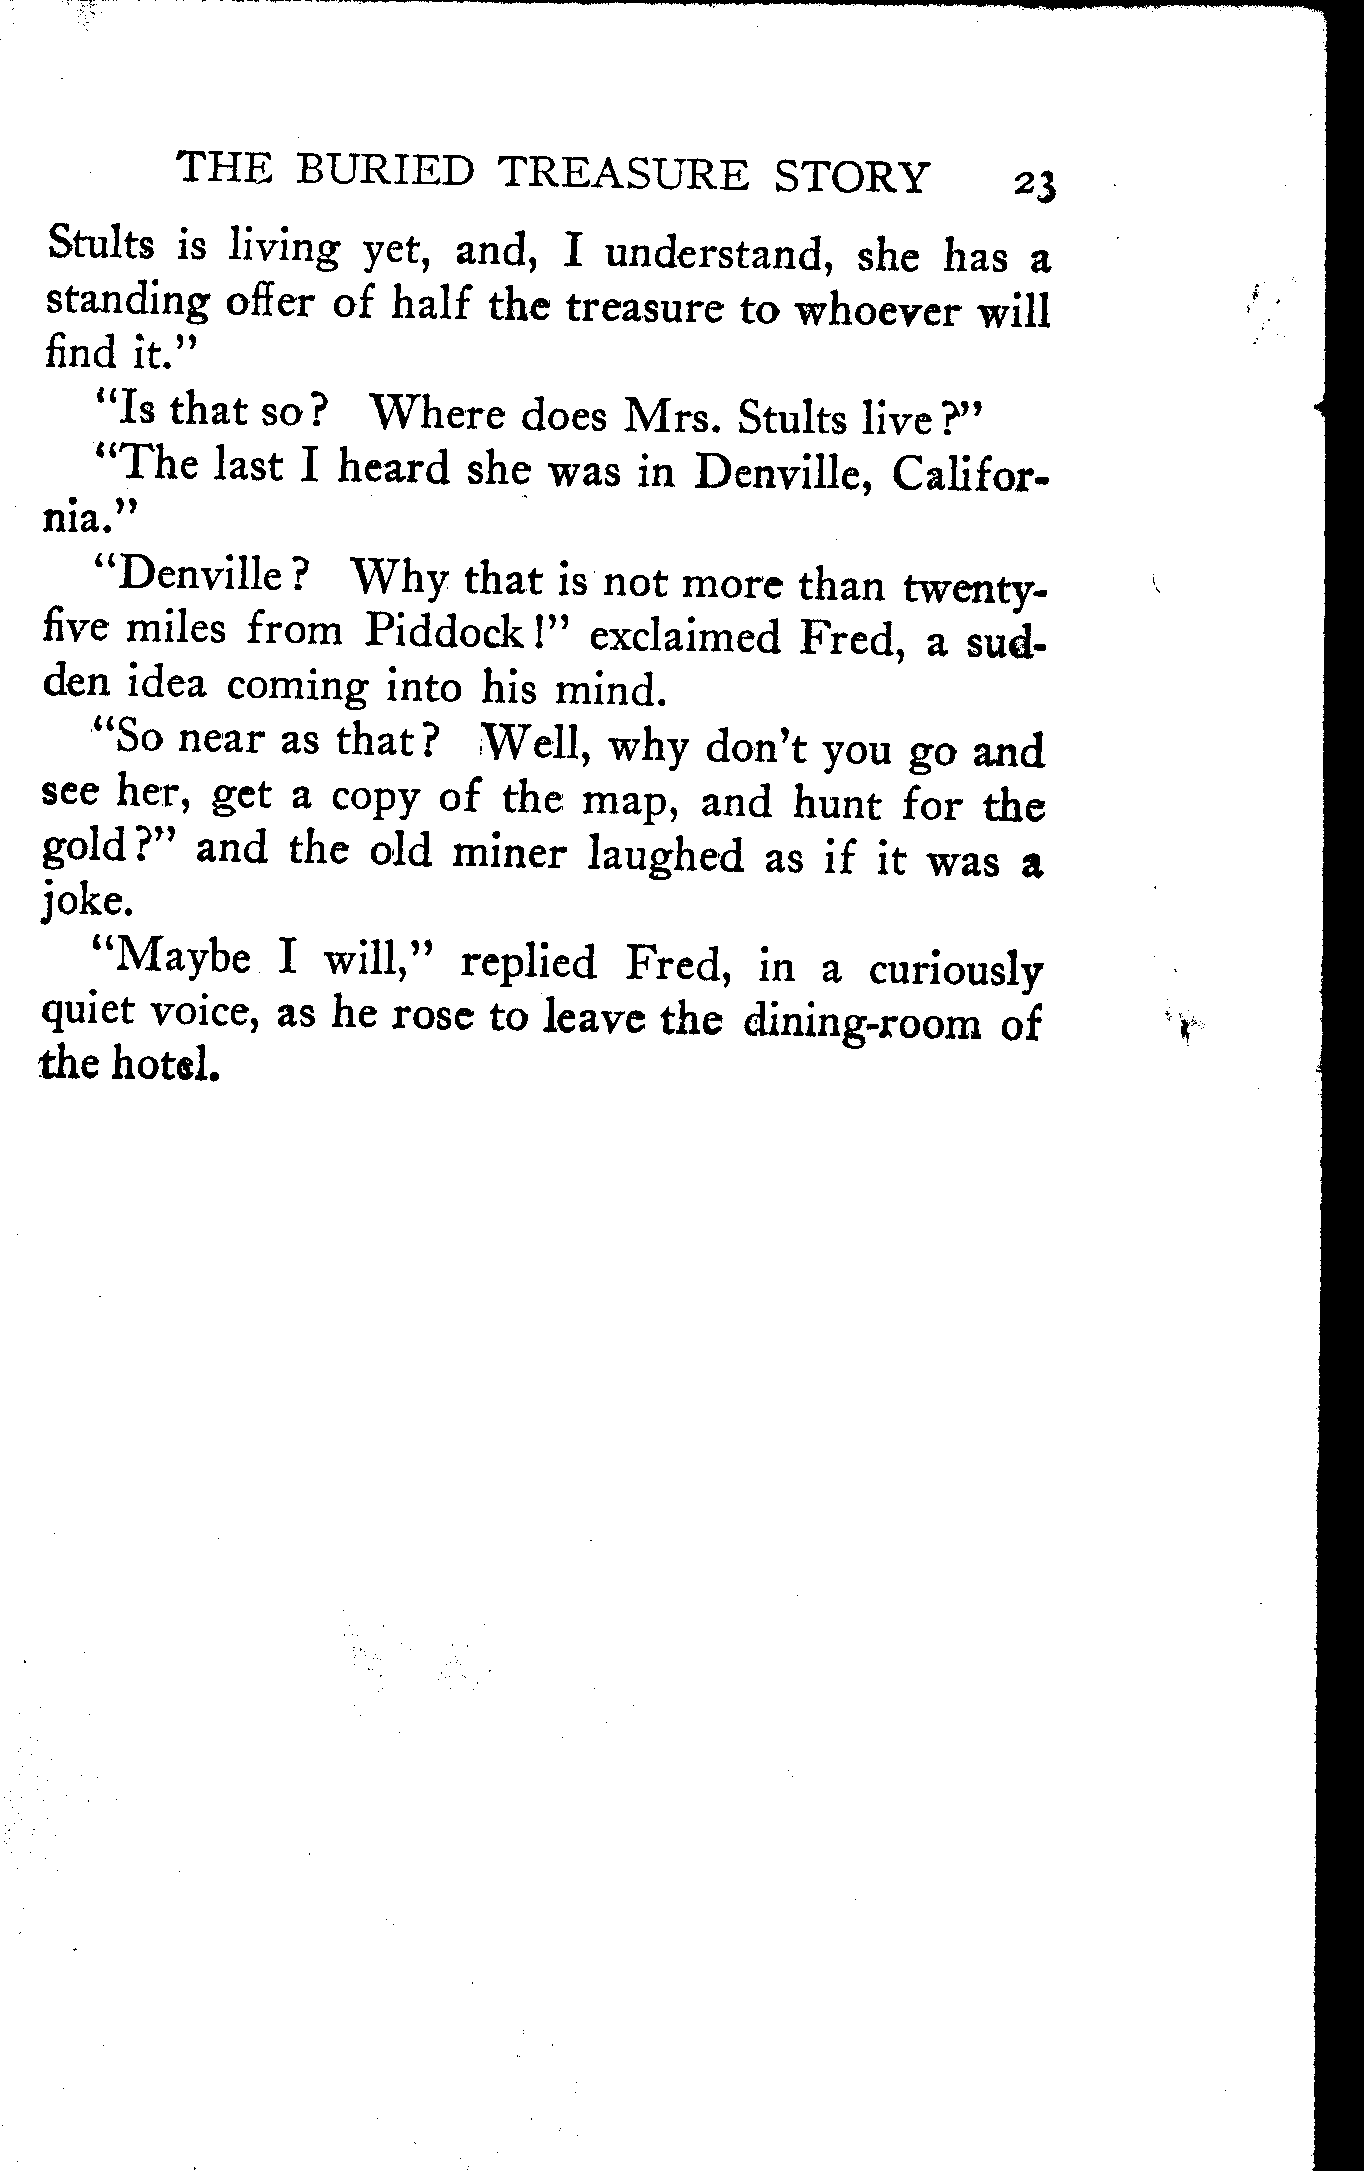 THE BURIED TREASURE STORY 23
Stults is living yet, and, I understand, she has a
standing offer of half the treasure to whoever will
find it."
"Is that so? Where does Mrs. Stults live?"
"The last I heard she was in Denville, Califor-
nia."
"Denville? Why that is not more than twenty-
five miles from Piddock!" exclaimed Fred, a sud-
den idea coming into his mind.
"So near as that? Well, why don't you go and
see her, get a copy of the map, and hunt for the
gold?" and the old miner laughed as if it was a
joke.
"Maybe I will," replied Fred, in a curiously
quiet voice, as he rose to leave the dining-room of
the hotel.